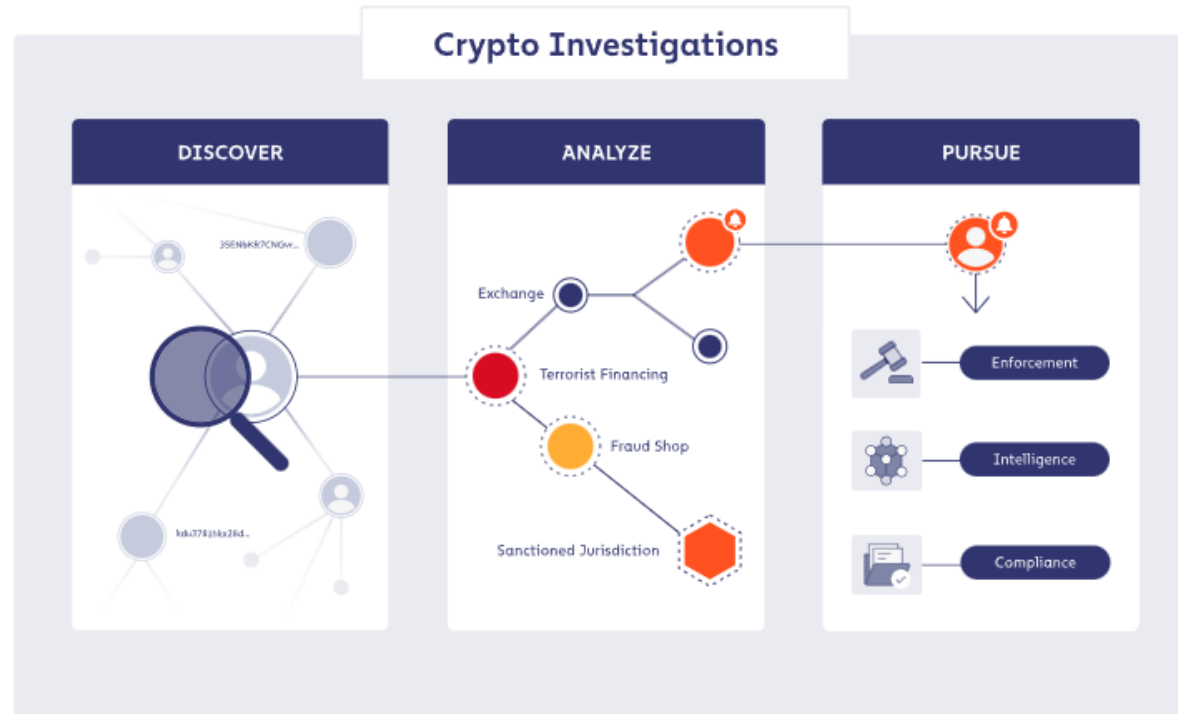 Crypto Investigations
DISCOVER
ANALYZE
PURSUE
Exchange
Terrorist Financing
Fraud Shop
Sanctioned Jurisdiction
Enforcement
Intelligence
Compliance